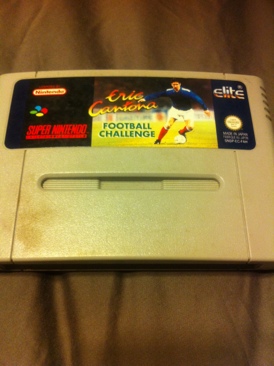 Nintendo
SUPER NINTENDO
Eric
Cantona
FOOTBALL
CHALLENGE
elite
MADE IN JAPAN